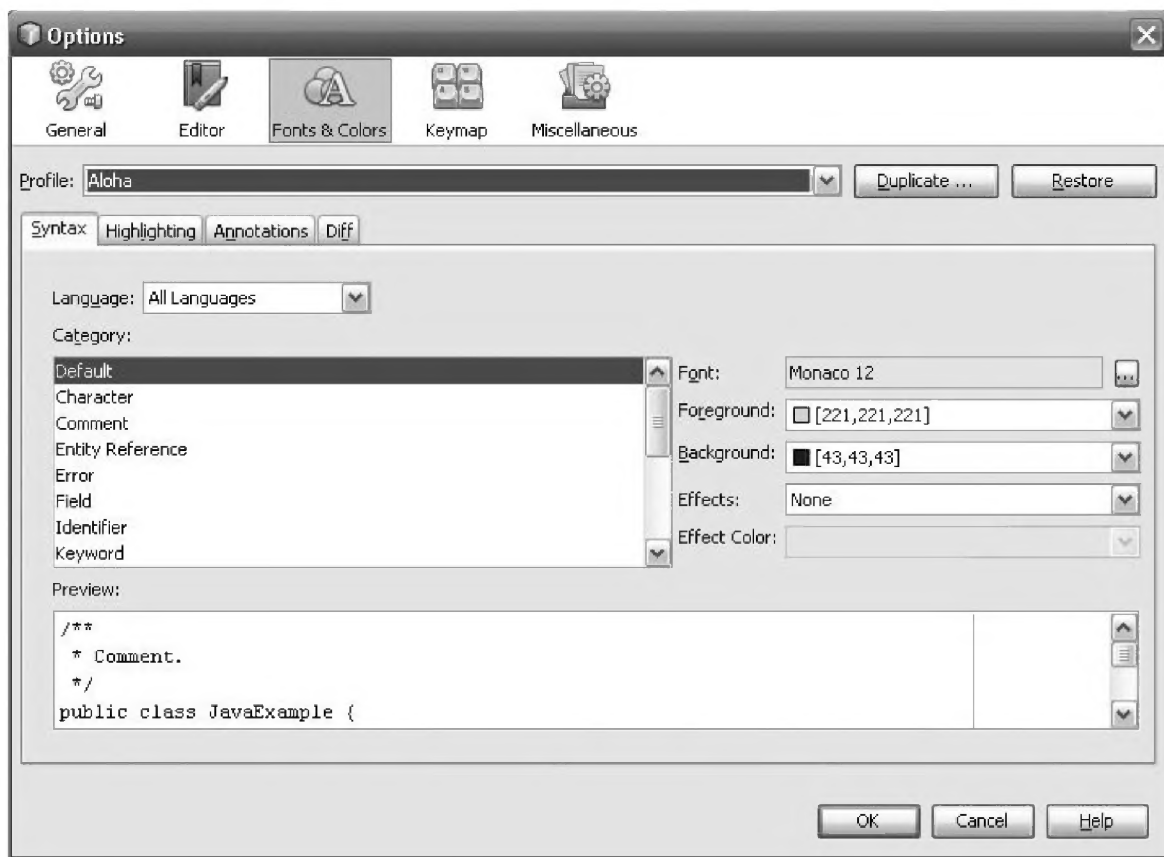 Options
General Editor Fonts & Colors Keymap Miscellaneous
Profile: Aloha Duplicate ... Restore
Syntax Highlighting Annotations Diff
Language: All Languages
Category:
Default
Character
Comment
Entity Reference
Error
Field
Identifier
Keyword
Font: Monaco 12 ...
Foreground: [221,221,221]
Background: [43,43,43]
Effects: None
Effect Color:
Preview:
/**
 * Comment.
 */
public class JavaExample {
OK Cancel Help